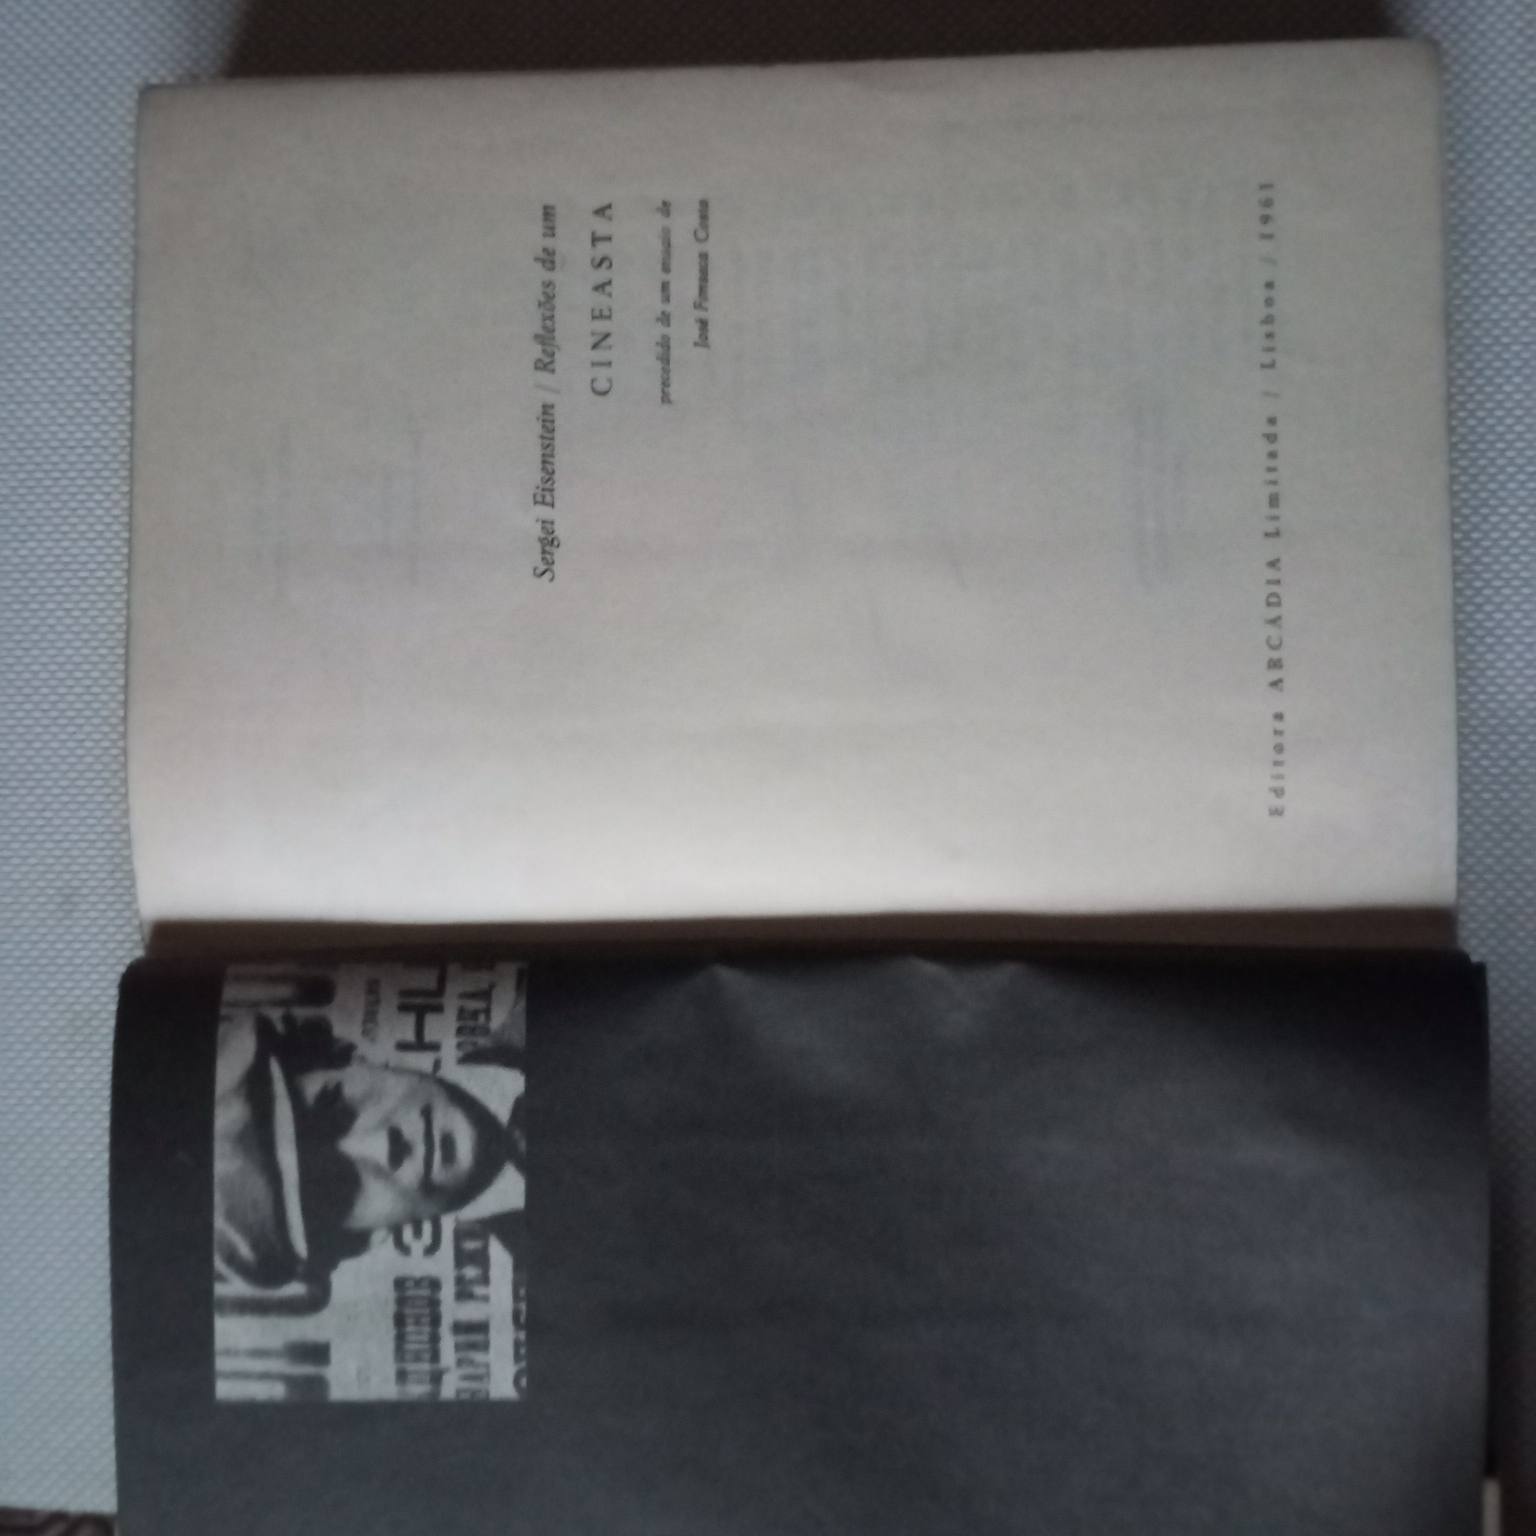 Sergei Eisenstein / Reflexões de um
CINEASTA
precedido de um ensaio de
José Fonseca Costa
Editora ARCÁDIA Limitada / Lisboa / 1961